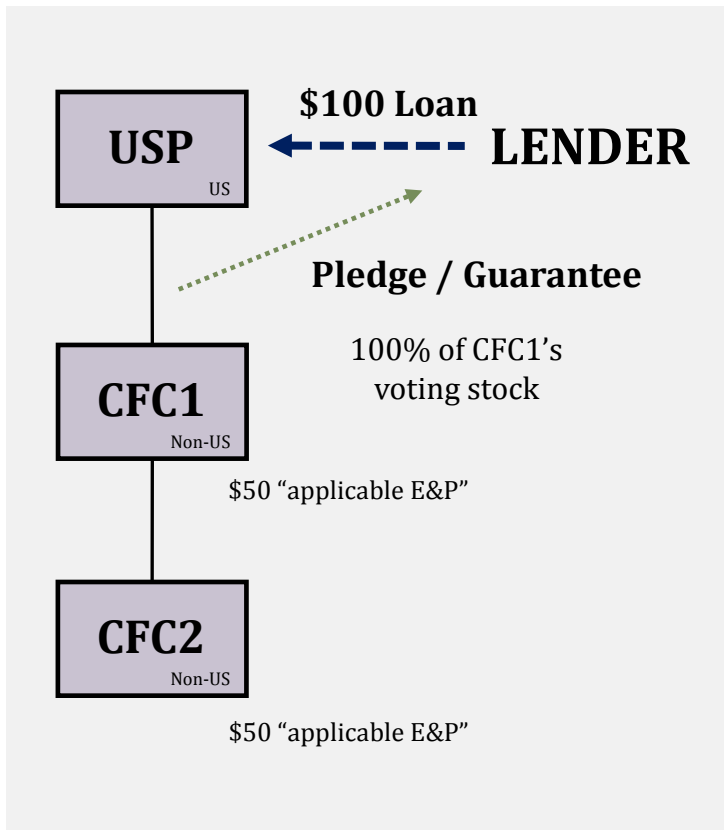 $100 Loan
USP
US
LENDER
Pledge / Guarantee
100% of CFC1’s
voting stock
CFC1
Non-US
$50 “applicable E&P”
CFC2
Non-US
$50 “applicable E&P”